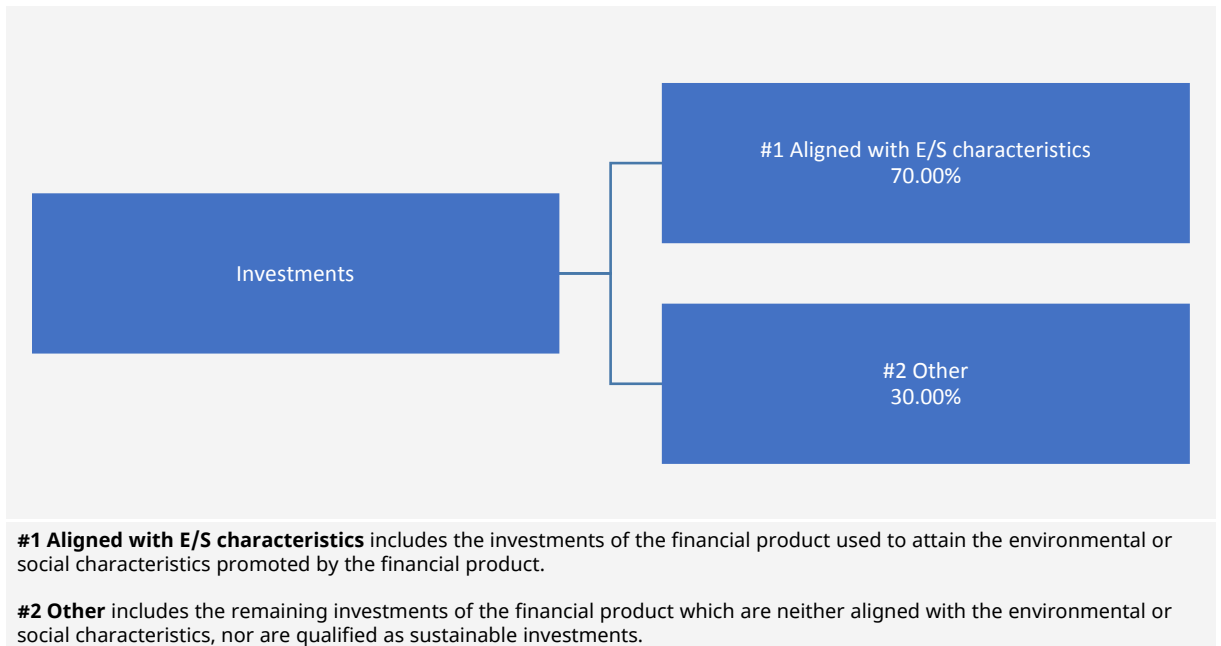 #1 Aligned with E/S characteristics
70.00%
Investments
#2 Other
30.00%
#1 Aligned with E/S characteristics includes the investments of the financial product used to attain the environmental or
social characteristics promoted by the financial product.
#2 Other includes the remaining investments of the financial product which are neither aligned with the environmental or
social characteristics, nor are qualified as sustainable investments.